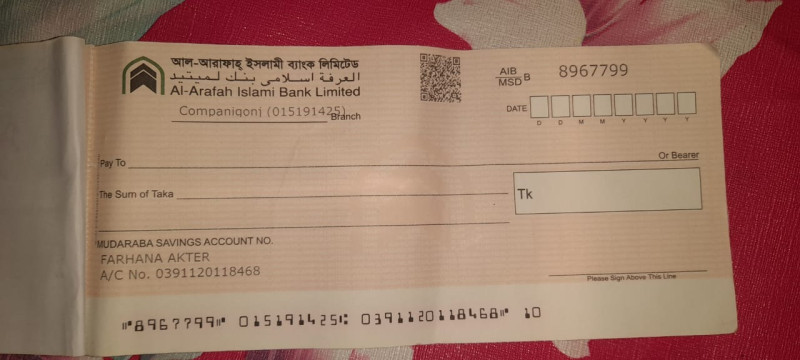 আল-আরাফাহ্ ইসলামী ব্যাংক লিমিটেড
العرفة اسلامى بنك لميتيد
Al-Arafah Islami Bank Limited
Companiqonj (015191425)
Branch
AIB
MSD B 8967799
DATE
D D M M Y Y Y Y
Pay To Or Bearer
The Sum of Taka
Tk
MUDARABA SAVINGS ACCOUNT NO.
FARHANA AKTER
A/C No. 0391120118468
Please Sign Above This Line
⑈8967799⑈ 015191425⑆ 0391120118468⑈ 10